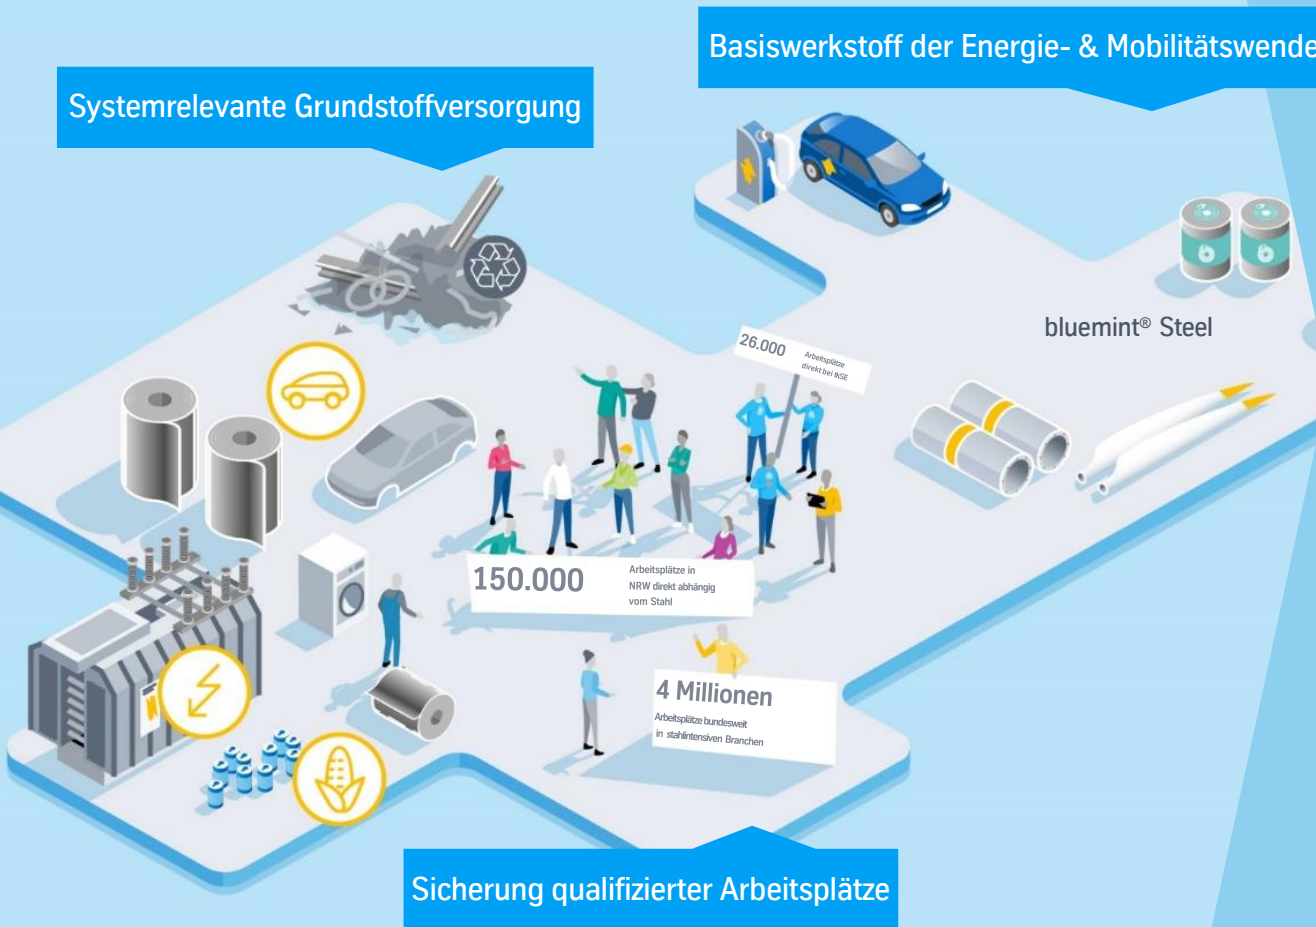 Basiswerkstoff der Energie- & Mobilitätswende
Systemrelevante Grundstoffversorgung
bluemint® Steel
26.000
Arbeitsplätze
direkt bei tkSE
150.000
Arbeitsplätze in
NRW direkt abhängig
vom Stahl
4 Millionen
Arbeitsplätze bundesweit
in stahlintensiven Branchen
Sicherung qualifizierter Arbeitsplätze